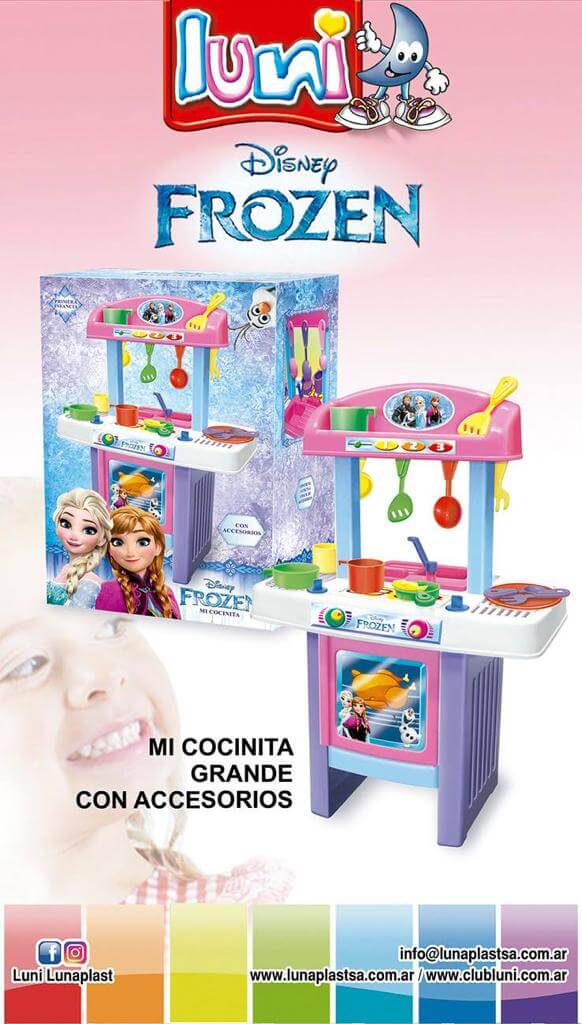 luni
Disney
FROZEN
PRIMERA
INFANCIA
CON
ACCESORIOS
Disney
FROZEN
MI COCINITA
FROZEN
1 2 3
Disney
FROZEN
MI COCINITA
GRANDE
CON ACCESORIOS
Luni Lunaplast
info@lunaplastsa.com.ar
www.lunaplastsa.com.ar / www.clubluni.com.ar